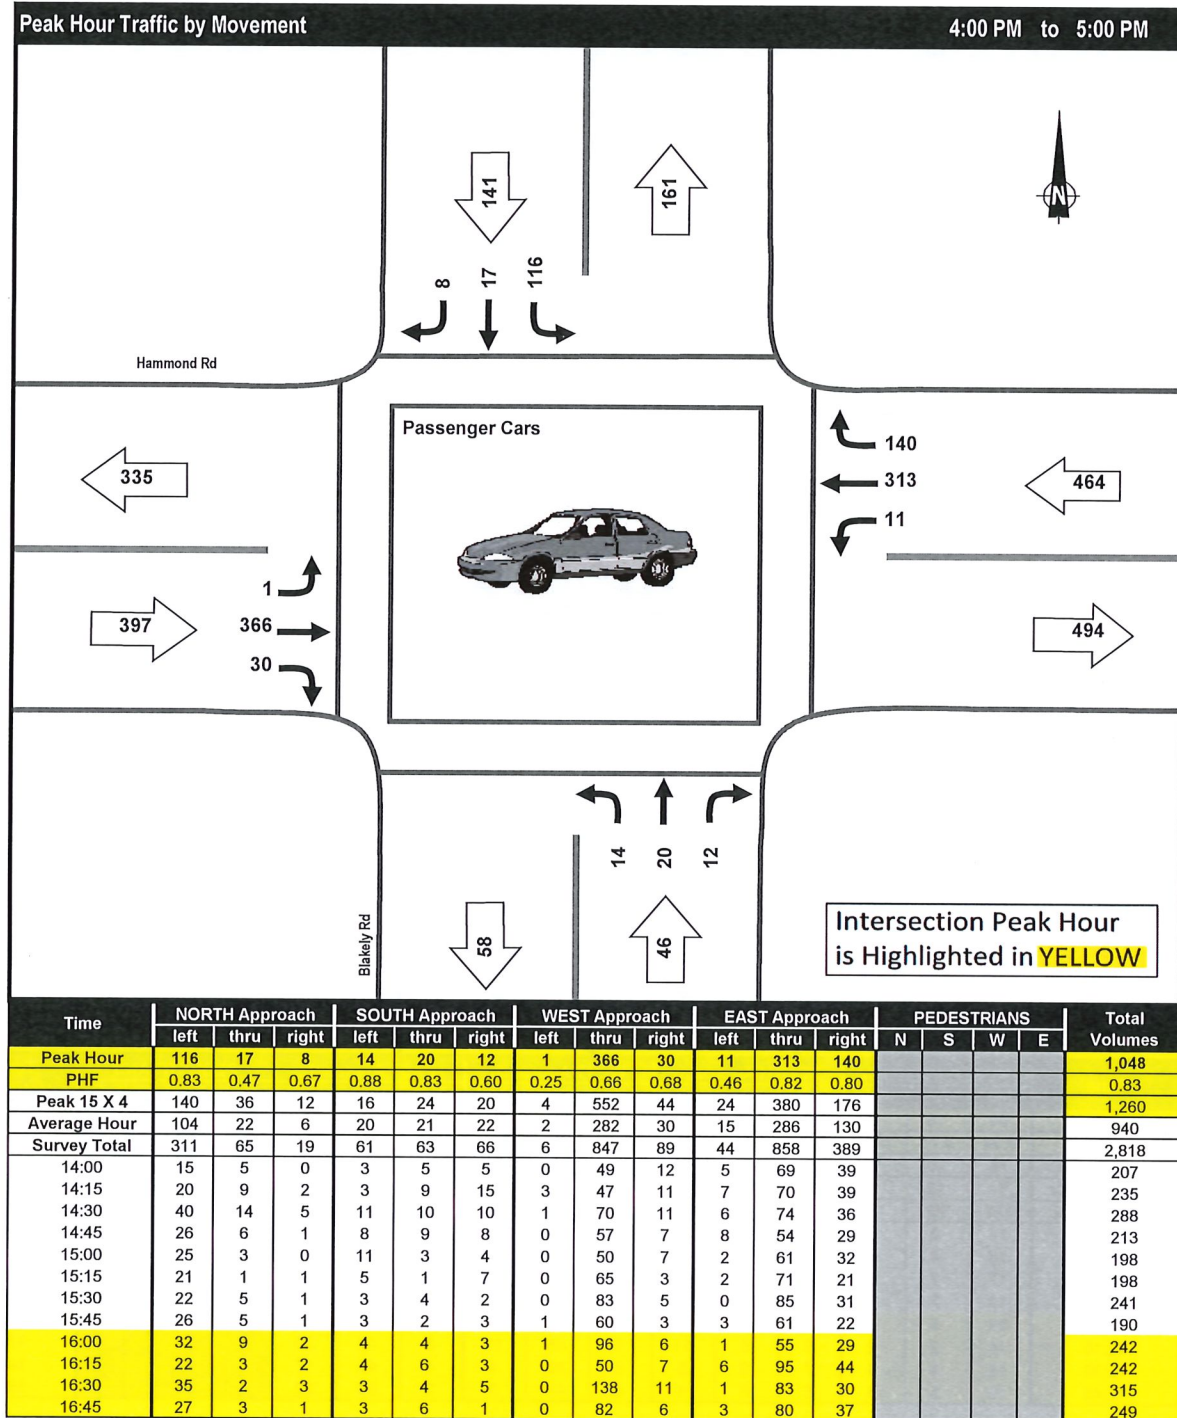 Peak Hour Traffic by Movement 4:00 PM to 5:00 PM
141 161
N
8 17 116
Hammond Rd
Passenger Cars
140
335 313 464
11
1
397 366 494
30
14 20 12
Blakely Rd
58 46
Intersection Peak Hour
is Highlighted in YELLOW
Time NORTH Approach SOUTH Approach WEST Approach EAST Approach PEDESTRIANS Total
left thru right left thru right left thru right left thru right N S W E Volumes
Peak Hour 116 17 8 14 20 12 1 366 30 11 313 140 1,048
PHF 0.83 0.47 0.67 0.88 0.83 0.60 0.25 0.66 0.68 0.46 0.82 0.80 0.83
Peak 15 X 4 140 36 12 16 24 20 4 552 44 24 380 176 1,260
Average Hour 104 22 6 20 21 22 2 282 30 15 286 130 940
Survey Total 311 65 19 61 63 66 6 847 89 44 858 389 2,818
14:00 15 5 0 3 5 5 0 49 12 5 69 39 207
14:15 20 9 2 3 9 15 3 47 11 7 70 39 235
14:30 40 14 5 11 10 10 1 70 11 6 74 36 288
14:45 26 6 1 8 9 8 0 57 7 8 54 29 213
15:00 25 3 0 11 3 4 0 50 7 2 61 32 198
15:15 21 1 1 5 1 7 0 65 3 2 71 21 198
15:30 22 5 1 3 4 2 0 83 5 0 85 31 241
15:45 26 5 1 3 2 3 1 60 3 3 61 22 190
16:00 32 9 2 4 4 3 1 96 6 1 55 29 242
16:15 22 3 2 4 6 3 0 50 7 6 95 44 242
16:30 35 2 3 3 4 5 0 138 11 1 83 30 315
16:45 27 3 1 3 6 1 0 82 6 3 80 37 249